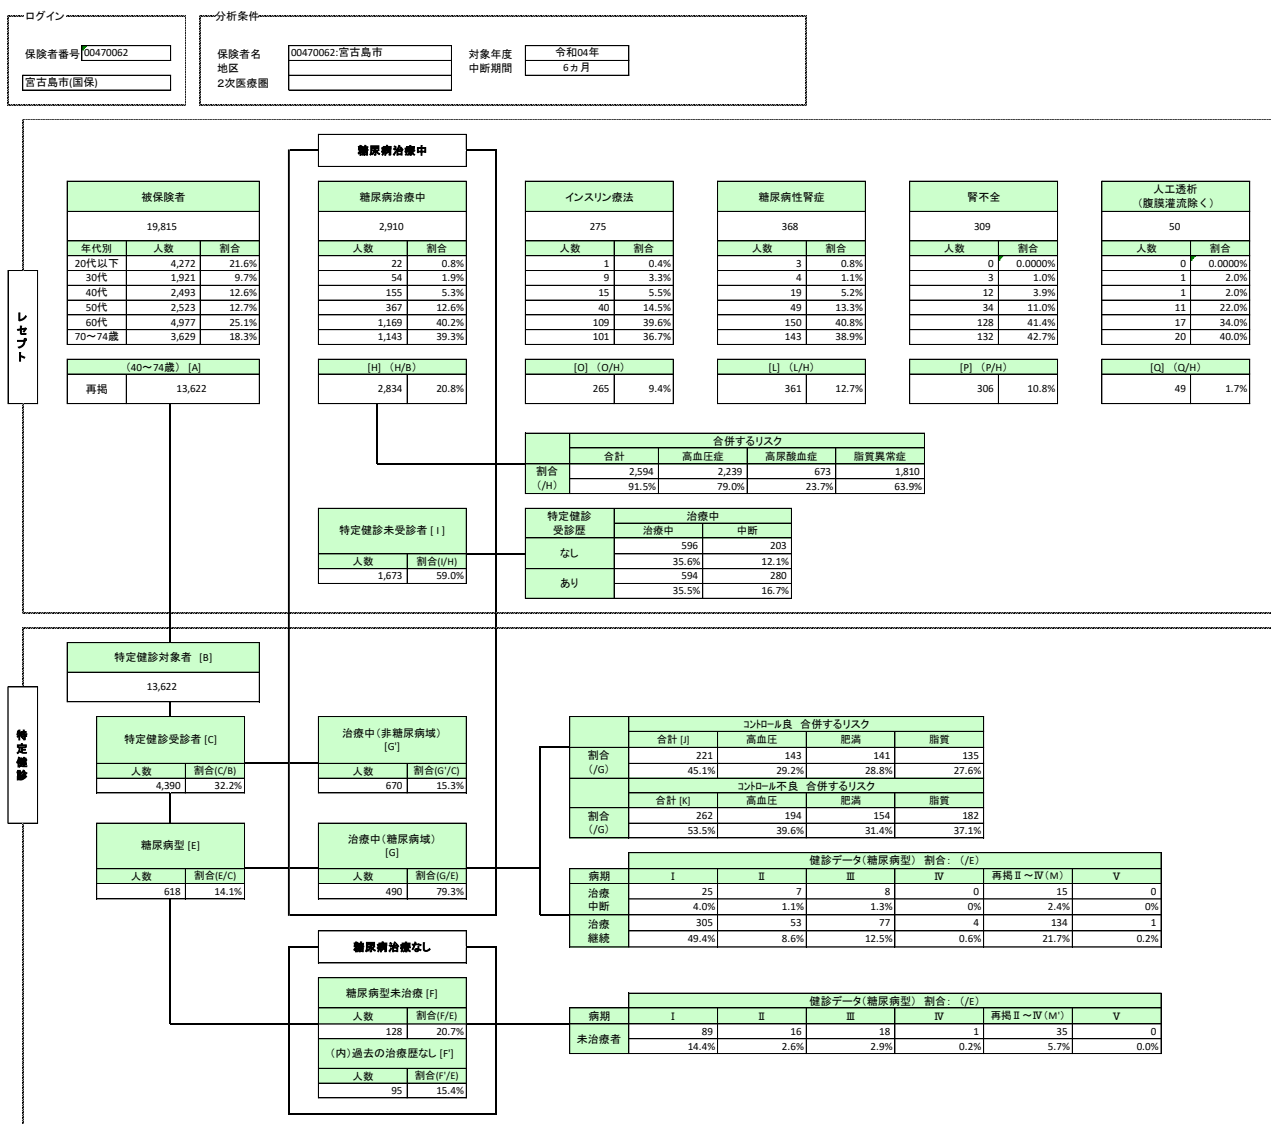 ログイン
保険者番号 00470062
宮古島市(国保)
分析条件
保険者名 00470062:宮古島市 対象年度 令和04年
地区 中断期間 6ヵ月
2次医療圏
糖尿病治療中
レセプト
被保険者 糖尿病治療中 インスリン療法 糖尿病性腎症 腎不全 人工透析
(腹膜灌流除く)
19,815 2,910 275 368 309 50
年代別 人数 割合 人数 割合 人数 割合 人数 割合 人数 割合 人数 割合
20代以下 4,272 21.6% 22 0.8% 1 0.4% 3 0.8% 0 0.0000% 0 0.0000%
30代 1,921 9.7% 54 1.9% 9 3.3% 4 1.1% 3 1.0% 1 2.0%
40代 2,493 12.6% 155 5.3% 15 5.5% 19 5.2% 12 3.9% 1 2.0%
50代 2,523 12.7% 367 12.6% 40 14.5% 49 13.3% 34 11.0% 11 22.0%
60代 4,977 25.1% 1,169 40.2% 109 39.6% 150 40.8% 128 41.4% 17 34.0%
70～74歳 3,629 18.3% 1,143 39.3% 101 36.7% 143 38.9% 132 42.7% 20 40.0%
(40～74歳) [A] [H] (H/B) [O] (O/H) [L] (L/H) [P] (P/H) [Q] (Q/H)
再掲 13,622 2,834 20.8% 265 9.4% 361 12.7% 306 10.8% 49 1.7%
合併するリスク
合計 高血圧症 高尿酸血症 脂質異常症
割合 2,594 2,239 673 1,810
(/H) 91.5% 79.0% 23.7% 63.9%
特定健診未受診者 [ I ]
人数 割合(I/H)
1,673 59.0%
特定健診 治療中
受診歴 治療中 中断
なし 596 203
35.6% 12.1%
あり 594 280
35.5% 16.7%
特定健診
特定健診対象者 [B]
13,622
特定健診受診者 [C]
人数 割合(C/B)
4,390 32.2%
治療中(非糖尿病域)
[G']
人数 割合(G'/C)
670 15.3%
コントロール良 合併するリスク
合計 [J] 高血圧 肥満 脂質
割合 221 143 141 135
(/G) 45.1% 29.2% 28.8% 27.6%
コントロール不良 合併するリスク
合計 [K] 高血圧 肥満 脂質
割合 262 194 154 182
(/G) 53.5% 39.6% 31.4% 37.1%
糖尿病型 [E]
人数 割合(E/C)
618 14.1%
治療中(糖尿病域)
[G]
人数 割合(G/E)
490 79.3%
健診データ(糖尿病型) 割合: (/E)
病期 Ⅰ Ⅱ Ⅲ Ⅳ 再掲Ⅱ～Ⅳ(M) Ⅴ
治療 25 7 8 0 15 0
中断 4.0% 1.1% 1.3% 0% 2.4% 0%
治療 305 53 77 4 134 1
継続 49.4% 8.6% 12.5% 0.6% 21.7% 0.2%
糖尿病治療なし
糖尿病型未治療 [F]
人数 割合(F/E)
128 20.7%
(内)過去の治療歴なし [F']
人数 割合(F'/E)
95 15.4%
健診データ(糖尿病型) 割合: (/E)
病期 Ⅰ Ⅱ Ⅲ Ⅳ 再掲Ⅱ～Ⅳ(M') Ⅴ
未治療者 89 16 18 1 35 0
14.4% 2.6% 2.9% 0.2% 5.7% 0.0%